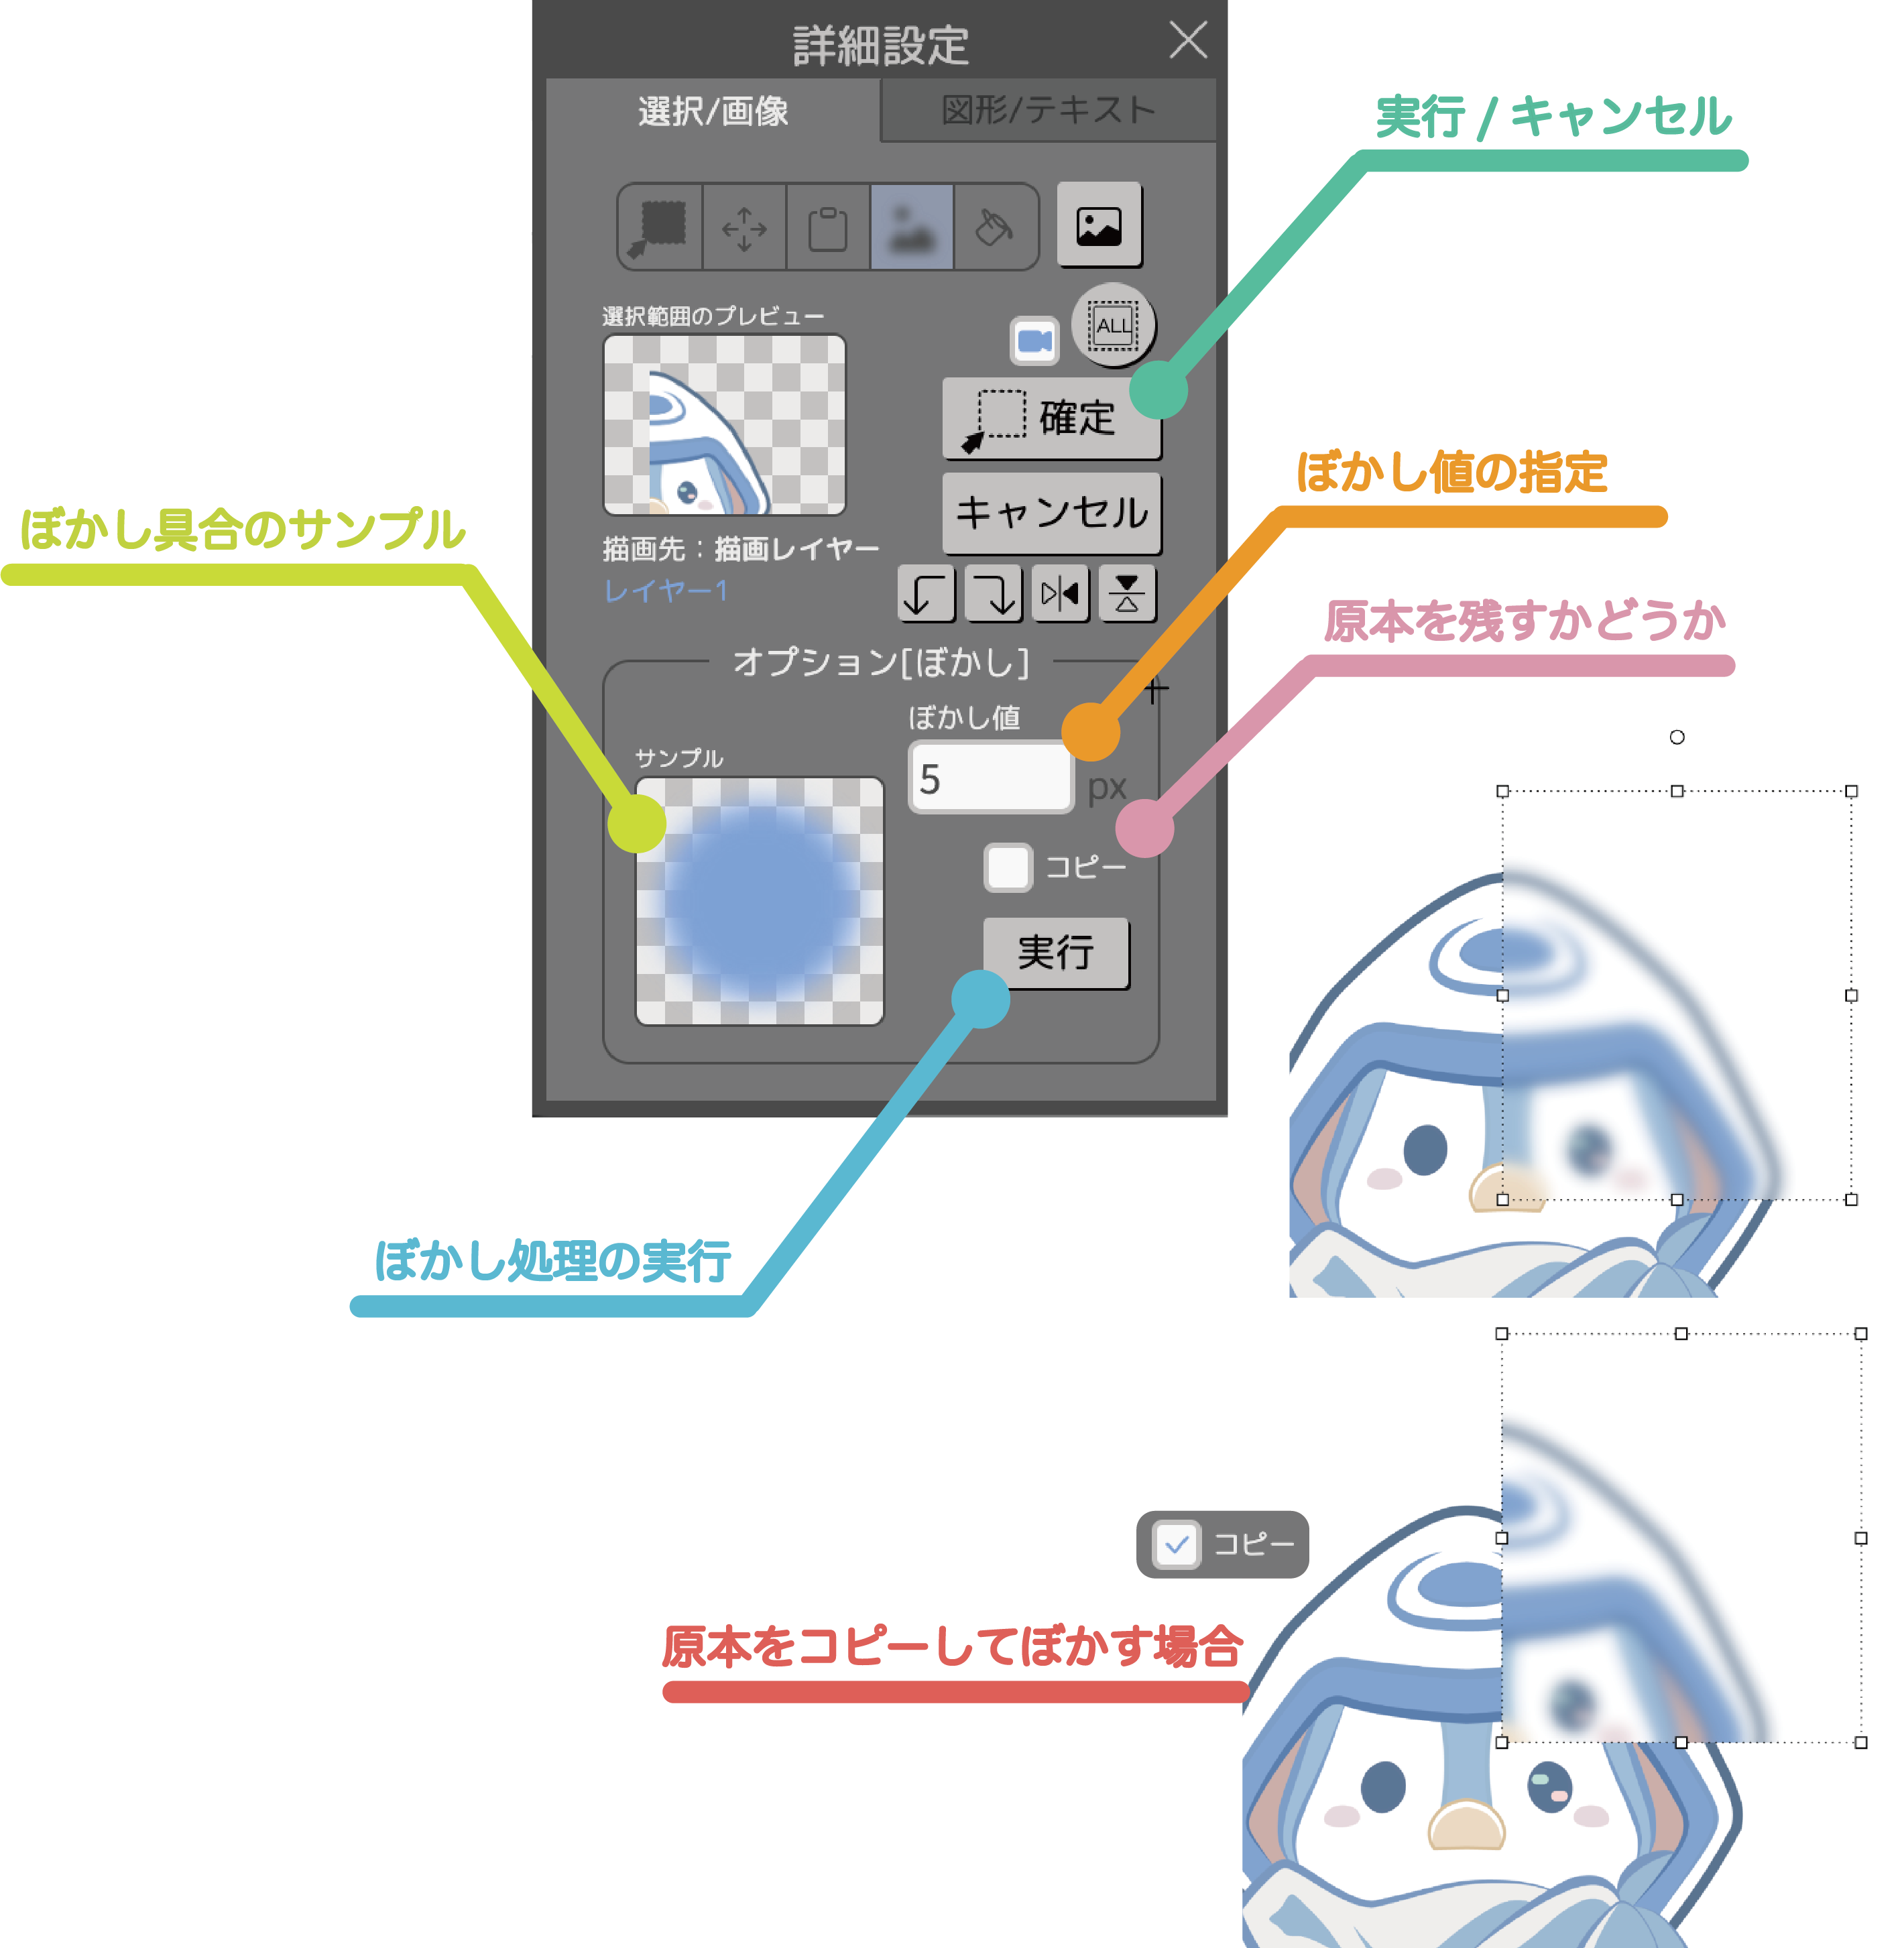 詳細設定
選択/画像
図形/テキスト
実行 / キャンセル
選択範囲のプレビュー
ALL
確定
キャンセル
ぼかし値の指定
ぼかし具合のサンプル
描画先：描画レイヤー
レイヤー1
原本を残すかどうか
オプション[ぼかし]
ぼかし値
サンプル
5
px
コピー
実行
ぼかし処理の実行
コピー
原本をコピーしてぼかす場合